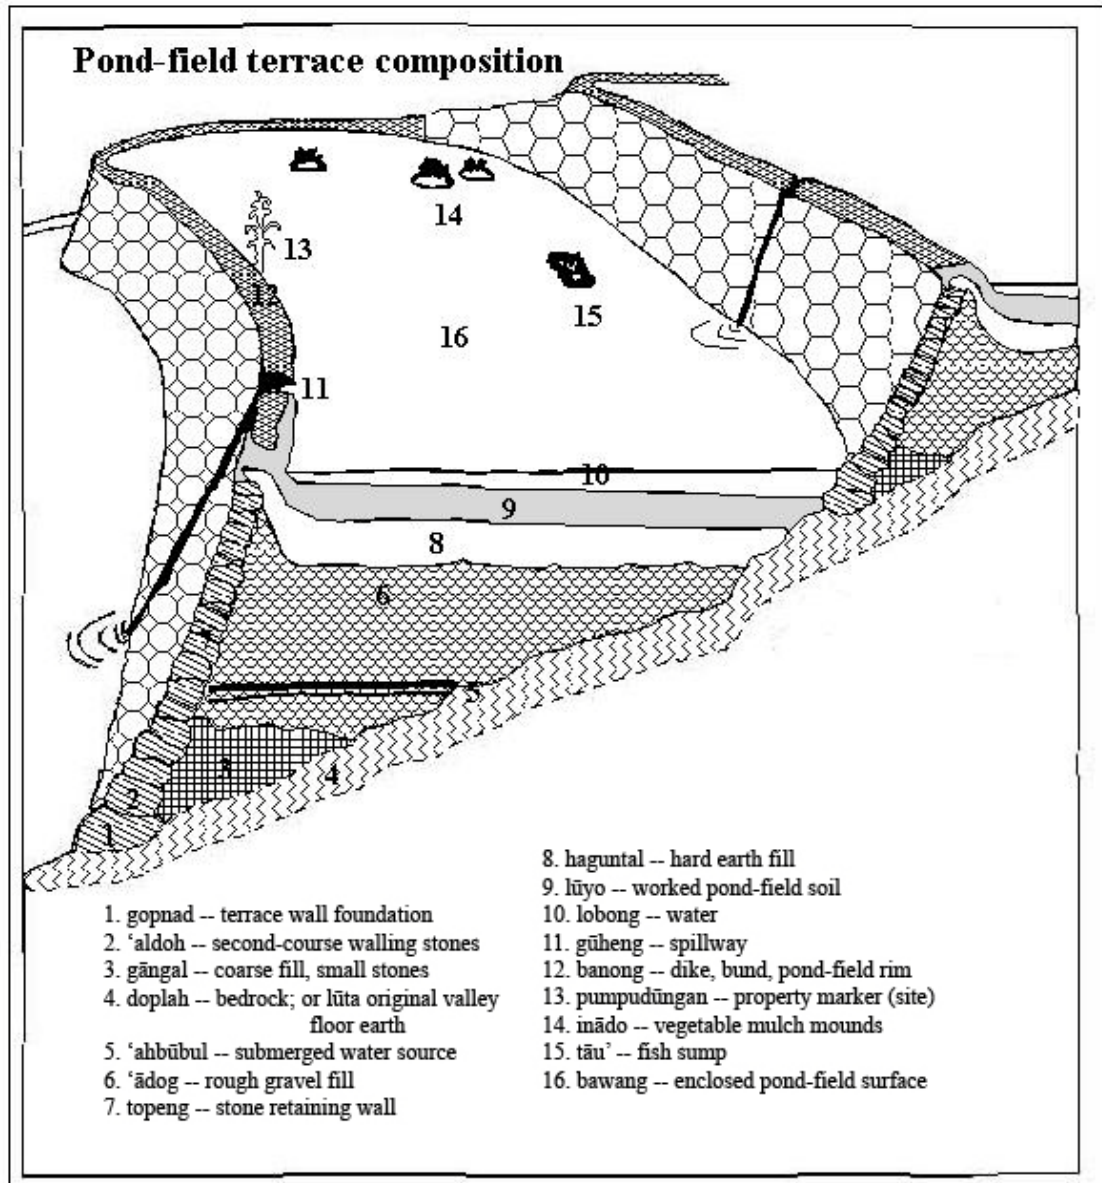 Pond-field terrace composition
14
13
12
15
16
11
10
9
8
6
5
3
4
2
1
1. gopnad -- terrace wall foundation
2. ‘aldoh -- second-course walling stones
3. gāngal -- coarse fill, small stones
4. doplah -- bedrock; or lūta original valley
floor earth
5. ‘ahbūbul -- submerged water source
6. ‘ādog -- rough gravel fill
7. topeng -- stone retaining wall
8. haguntal -- hard earth fill
9. lūyo -- worked pond-field soil
10. lobong -- water
11. gūheng -- spillway
12. banong -- dike, bund, pond-field rim
13. pumpudūngan -- property marker (site)
14. inādo -- vegetable mulch mounds
15. tāu’ -- fish sump
16. bawang -- enclosed pond-field surface